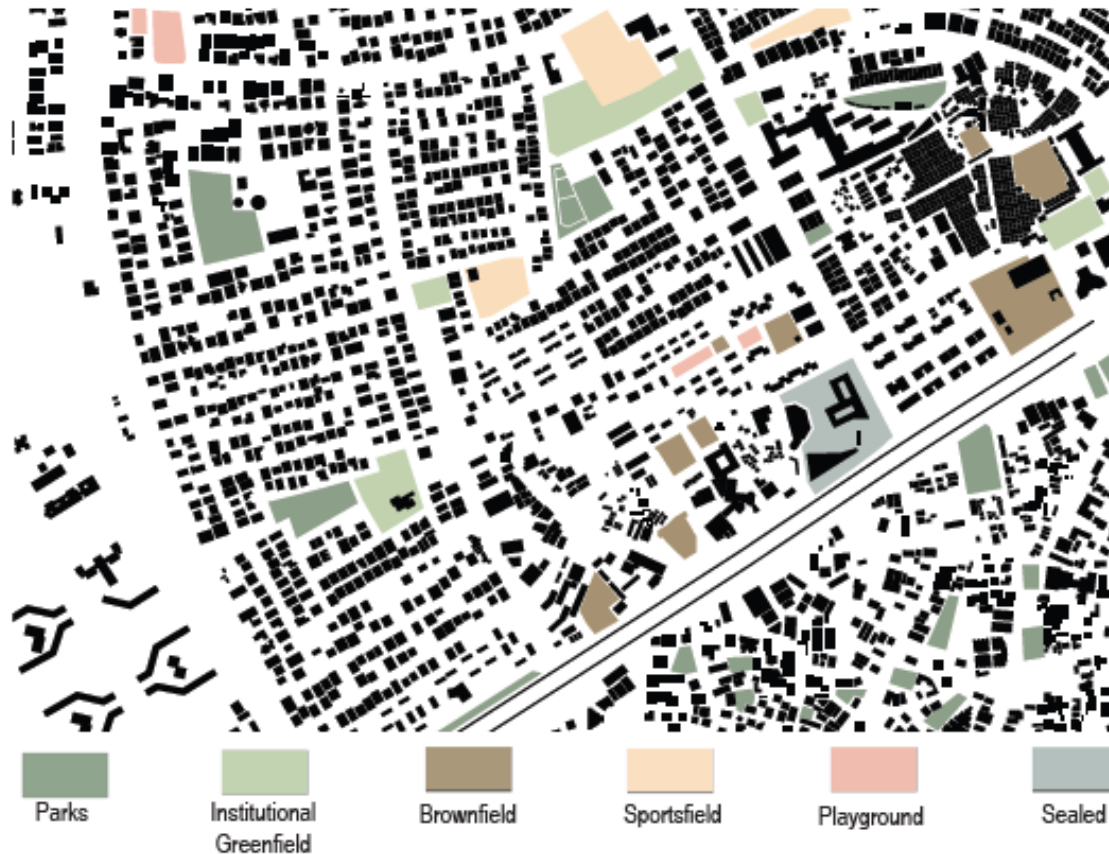 Parks
Institutional
Greenfield
Brownfield
Sportsfield
Playground
Sealed